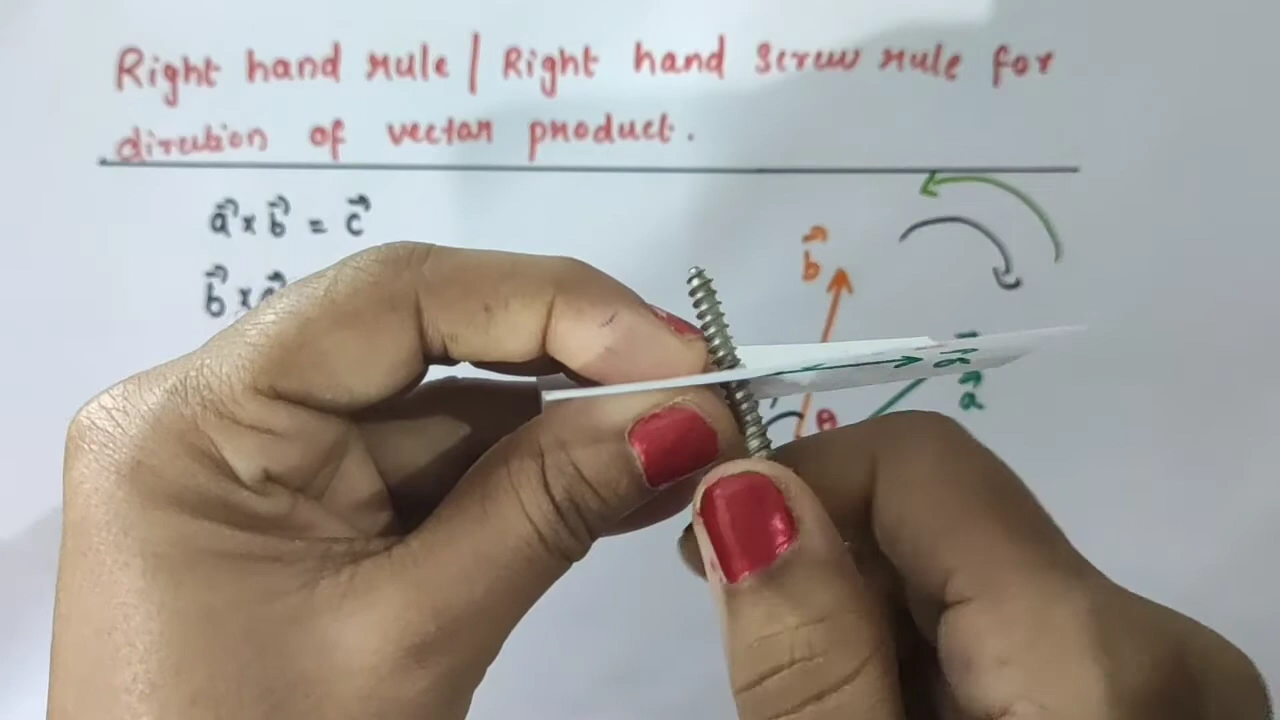 Right hand rule / Right hand screw rule for
direction of vector product.
a⃗ x b⃗ = c⃗
b⃗ x a⃗
b⃗
a⃗
a⃗
θ